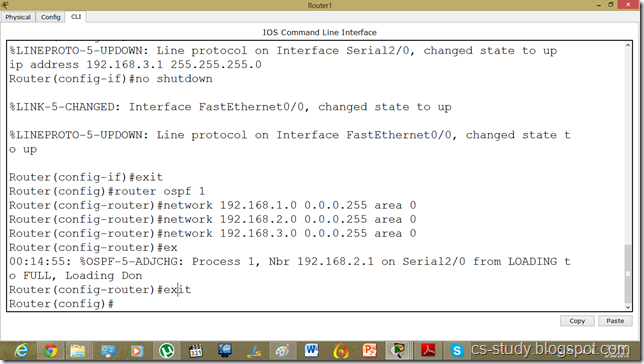 Router1
Physical
Config
CLI
IOS Command Line Interface
%LINEPROTO-5-UPDOWN: Line protocol on Interface Serial2/0, changed state to up
ip address 192.168.3.1 255.255.255.0
Router(config-if)#no shutdown
%LINK-5-CHANGED: Interface FastEthernet0/0, changed state to up
%LINEPROTO-5-UPDOWN: Line protocol on Interface FastEthernet0/0, changed state t
o up
Router(config-if)#exit
Router(config)#router ospf 1
Router(config-router)#network 192.168.1.0 0.0.0.255 area 0
Router(config-router)#network 192.168.2.0 0.0.0.255 area 0
Router(config-router)#network 192.168.3.0 0.0.0.255 area 0
Router(config-router)#ex
00:14:55: %OSPF-5-ADJCHG: Process 1, Nbr 192.168.2.1 on Serial2/0 from LOADING t
o FULL, Loading Don
Router(config-router)#exit
Router(config)#
Copy
Paste
cs-study.blogspot.com